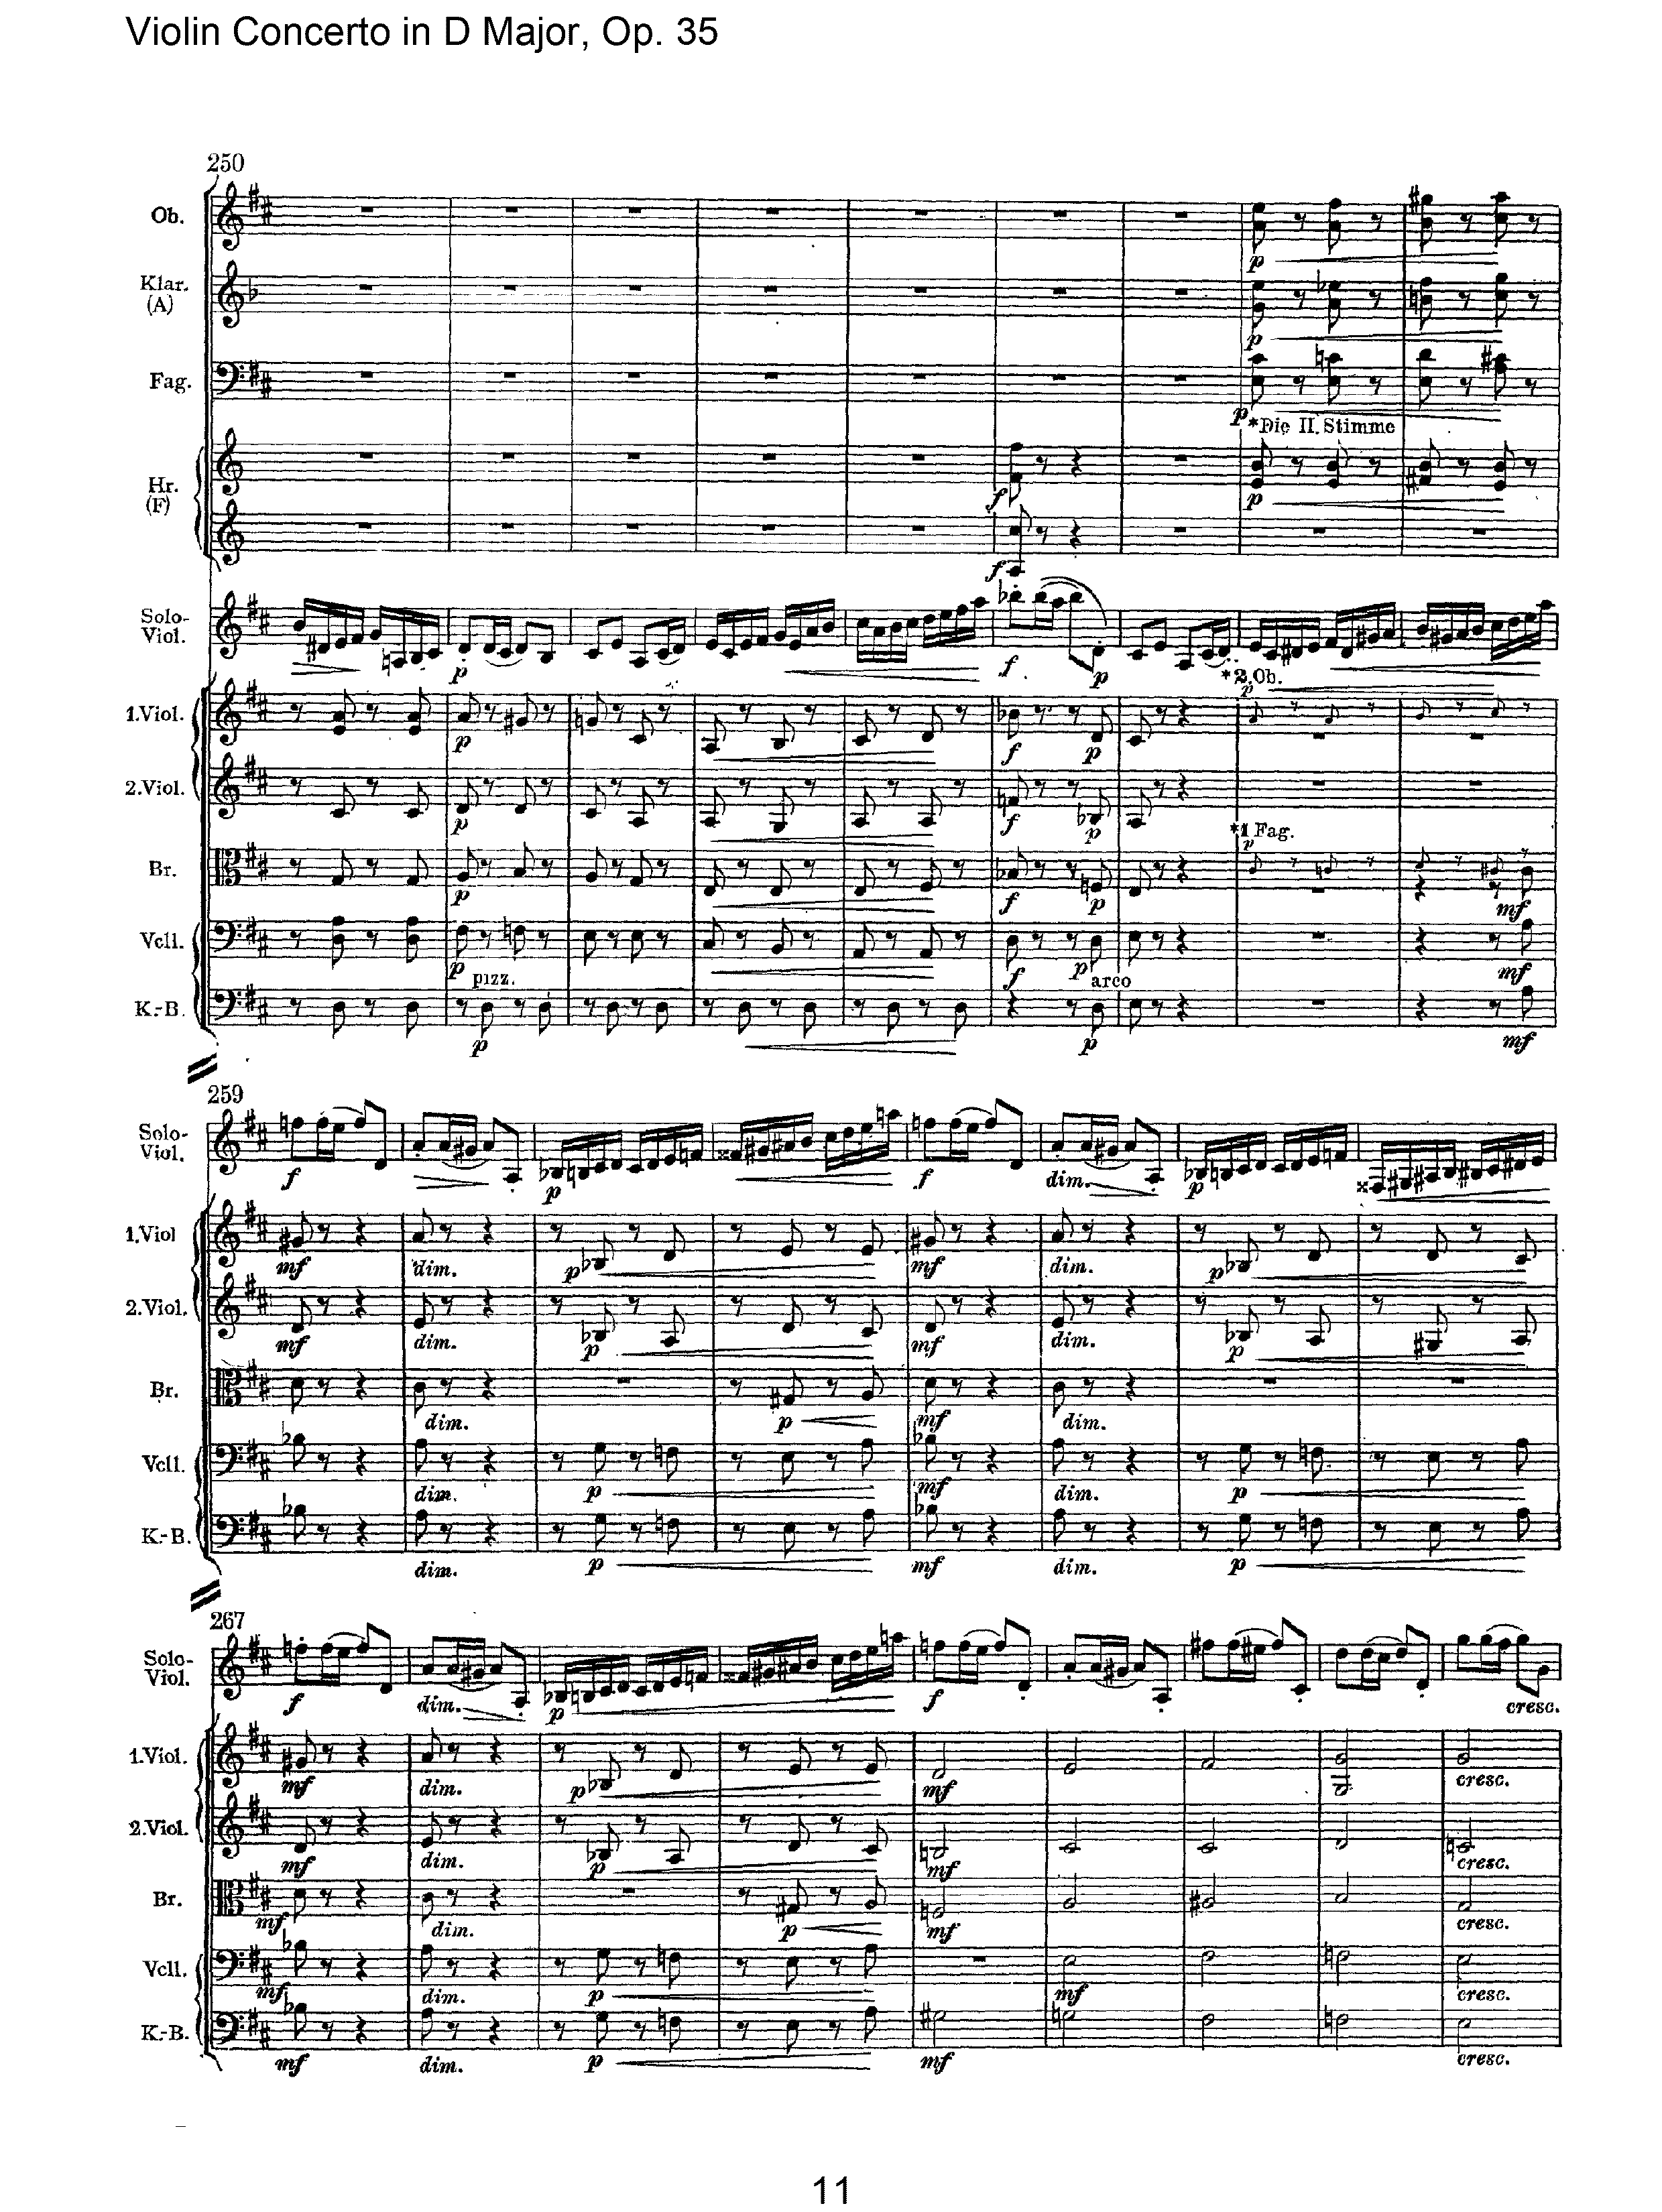 Violin Concerto in D Major, Op. 35
250
Ob.
p
Klar.
(A)
p
Fag.
p
*Die II. Stimme
Hr.
(F)
f
p
f
Solo-
Viol.
p
f
p
*2.Ob.
p
1.Viol.
p
f
p
2.Viol.
p
f
p
*1 Fag.
p
Br.
p
f
p
mf
Vcll.
p
f
p
mf
pizz.
arco
K.-B.
p
p
mf
259
Solo-
Viol.
f
p
f
dim.
p
1.Viol
mf
dim.
p
mf
dim.
p
2.Viol.
mf
dim.
p
mf
dim.
p
Br.
dim.
p
mf
dim.
Vcll.
dim.
p
mf
dim.
p
K.-B.
dim.
p
mf
dim.
p
267
Solo-
Viol.
f
dim.
p
f
cresc.
1.Viol.
mf
dim.
p
mf
cresc.
2.Viol.
mf
dim.
p
mf
cresc.
Br.
mf
dim.
p
mf
cresc.
Vcll.
mf
dim.
p
mf
cresc.
K.-B.
mf
dim.
p
mf
cresc.
11